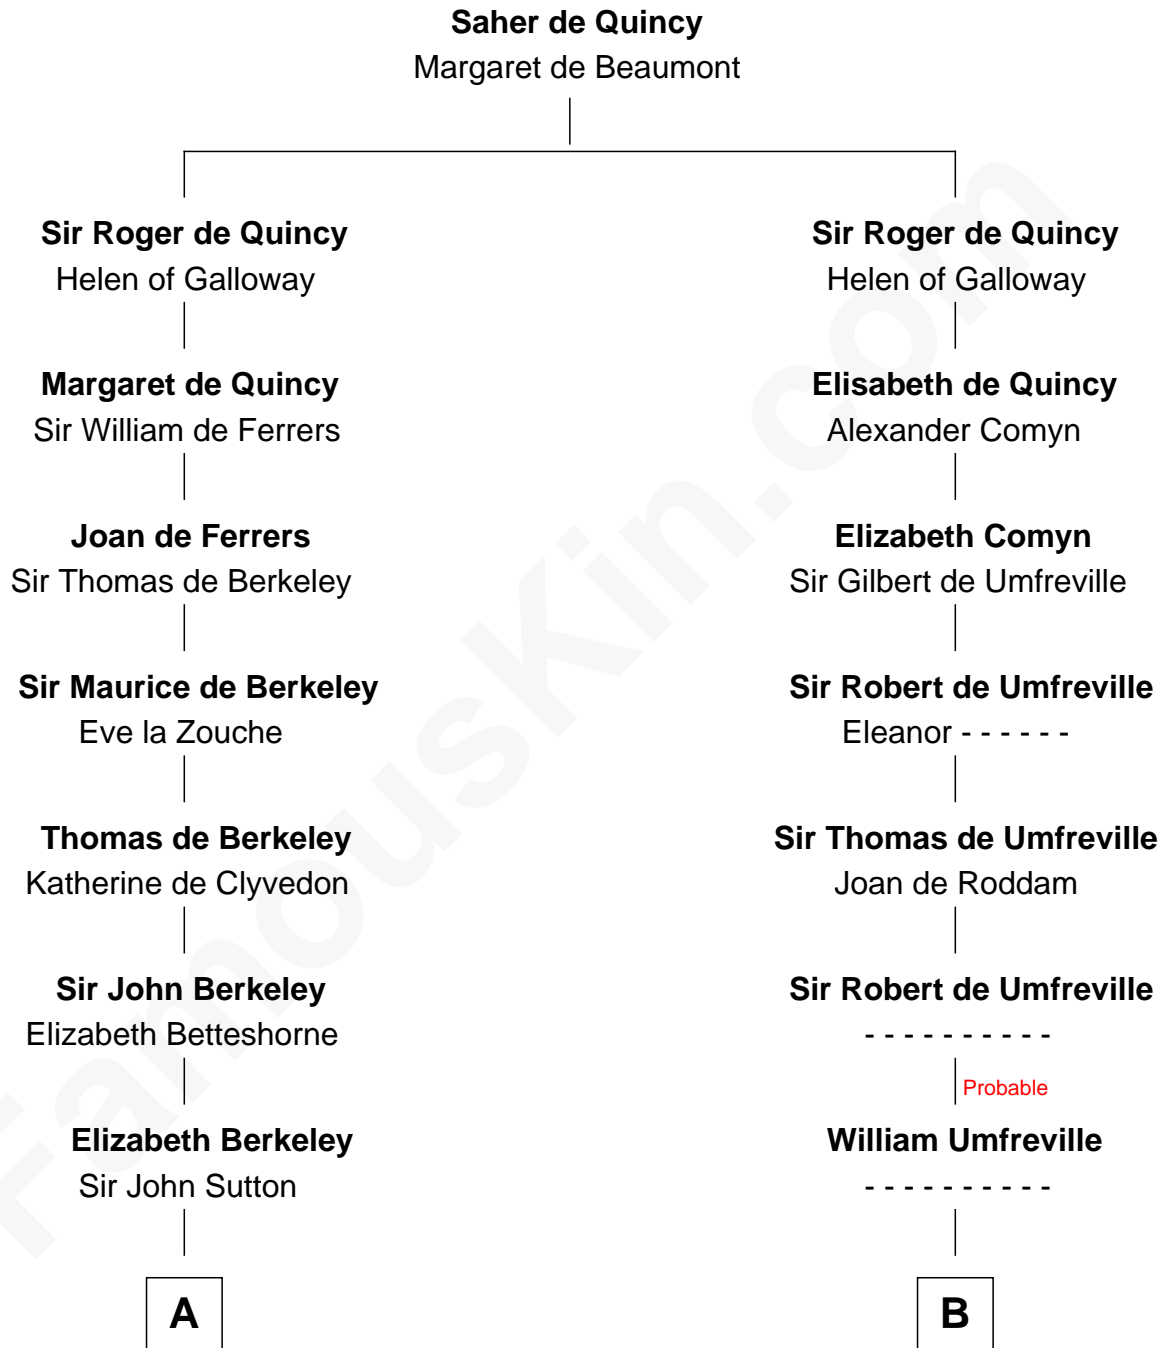 Saher de Quincy
Margaret de Beaumont
Sir Roger de Quincy
Helen of Galloway
Margaret de Quincy
Sir William de Ferrers
Joan de Ferrers
Sir Thomas de Berkeley
Sir Maurice de Berkeley
Eve la Zouche
Thomas de Berkeley
Katherine de Clyvedon
Sir John Berkeley
Elizabeth Betteshorne
Elizabeth Berkeley
Sir John Sutton
A
Sir Roger de Quincy
Helen of Galloway
Elisabeth de Quincy
Alexander Comyn
Elizabeth Comyn
Sir Gilbert de Umfreville
Sir Robert de Umfreville
Eleanor - - - - - -
Sir Thomas de Umfreville
Joan de Roddam
Sir Robert de Umfreville
- - - - - - - - - -
Probable
William Umfreville
- - - - - - - - - -
B
FamousKin.com